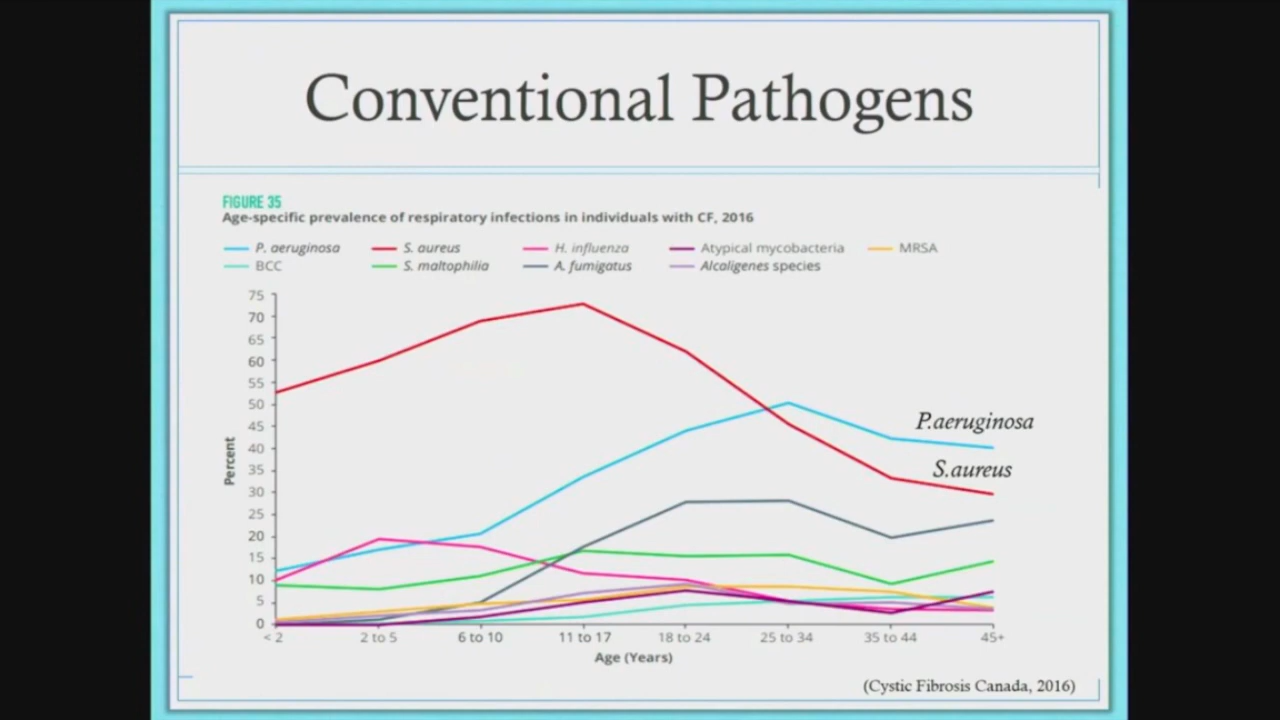 Conventional Pathogens
FIGURE 35
Age-specific prevalence of respiratory infections in individuals with CF, 2016
P. aeruginosa S. aureus H. influenza Atypical mycobacteria MRSA
BCC S. maltophilia A. fumigatus Alcaligenes species
75
70
65
60
55
50
45
40
35
30
25
20
15
10
5
0
Percent
P.aeruginosa
S.aureus
< 2 2 to 5 6 to 10 11 to 17 18 to 24 25 to 34 35 to 44 45+
Age (Years)
(Cystic Fibrosis Canada, 2016)